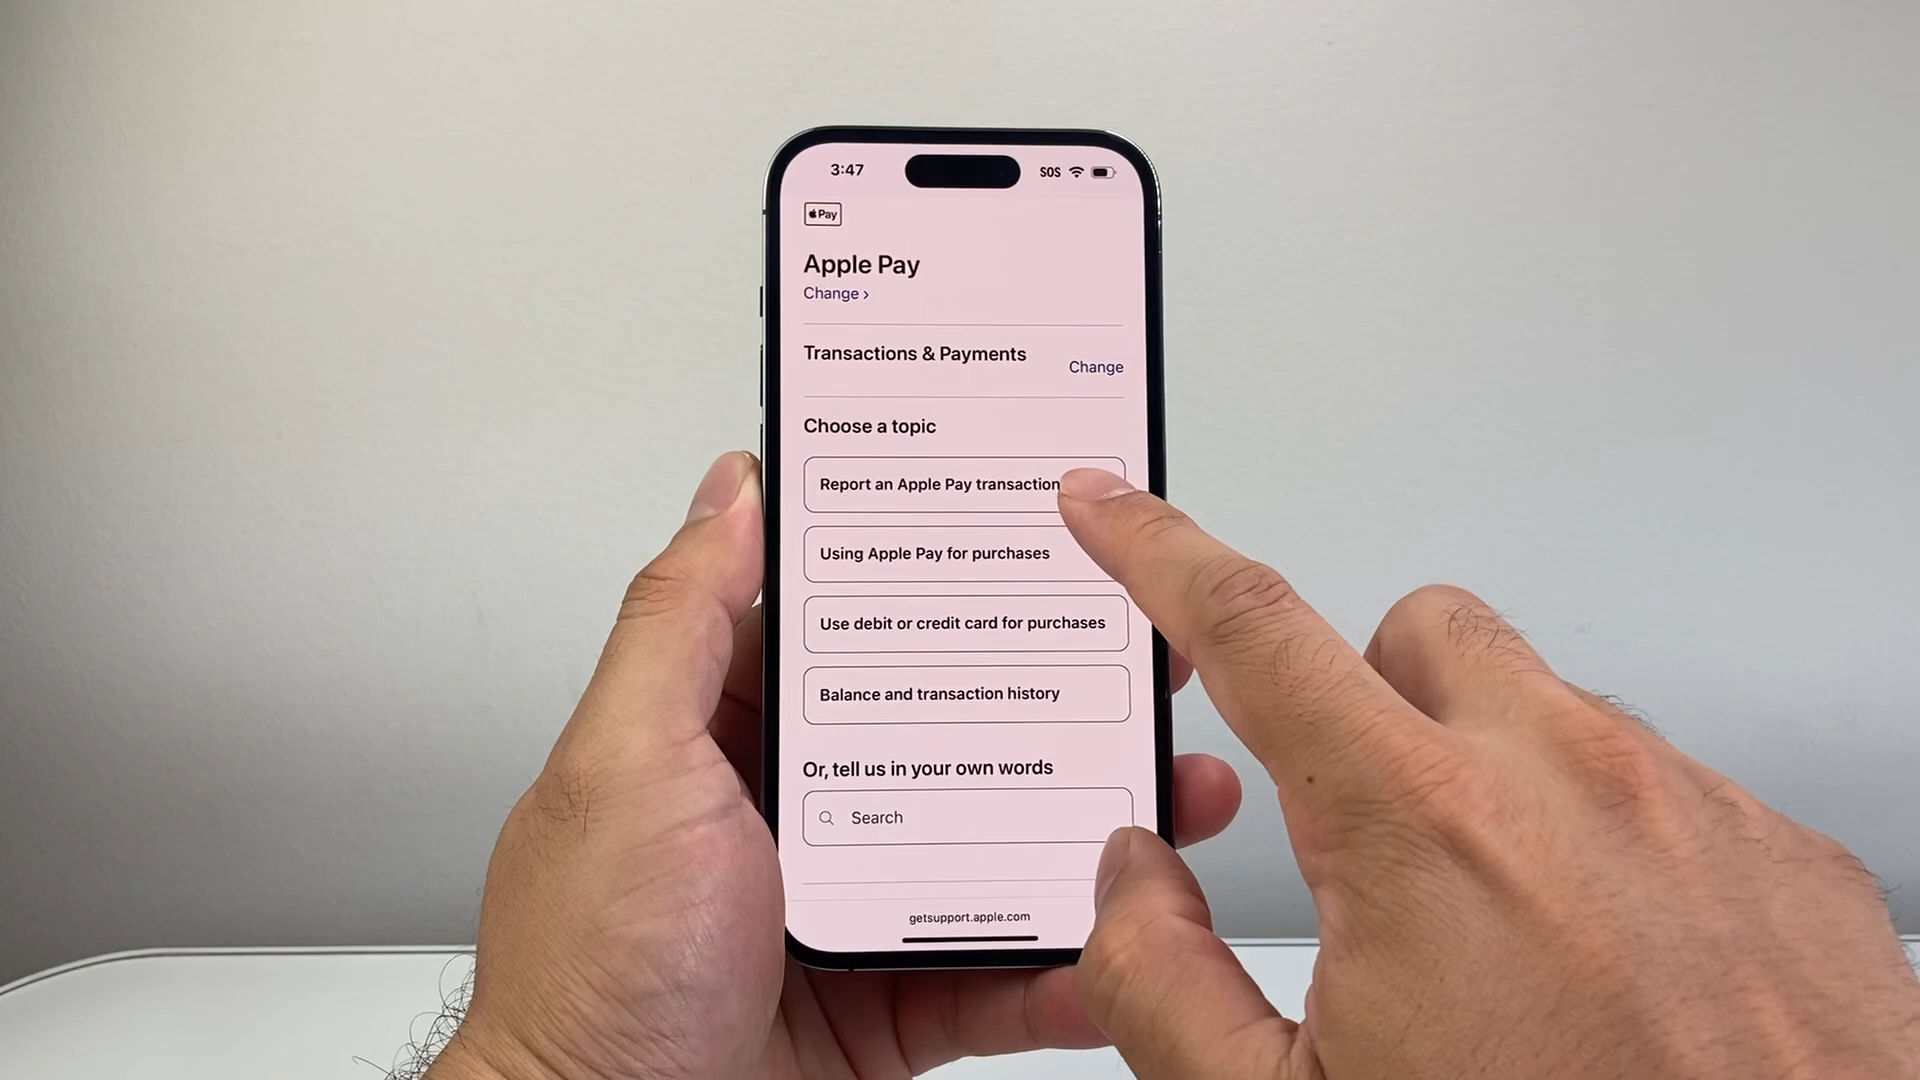 3:47 SOS
Pay
Apple Pay
Change ›
Transactions & Payments
Change
Choose a topic
Report an Apple Pay transaction
Using Apple Pay for purchases
Use debit or credit card for purchases
Balance and transaction history
Or, tell us in your own words
Search
getsupport.apple.com